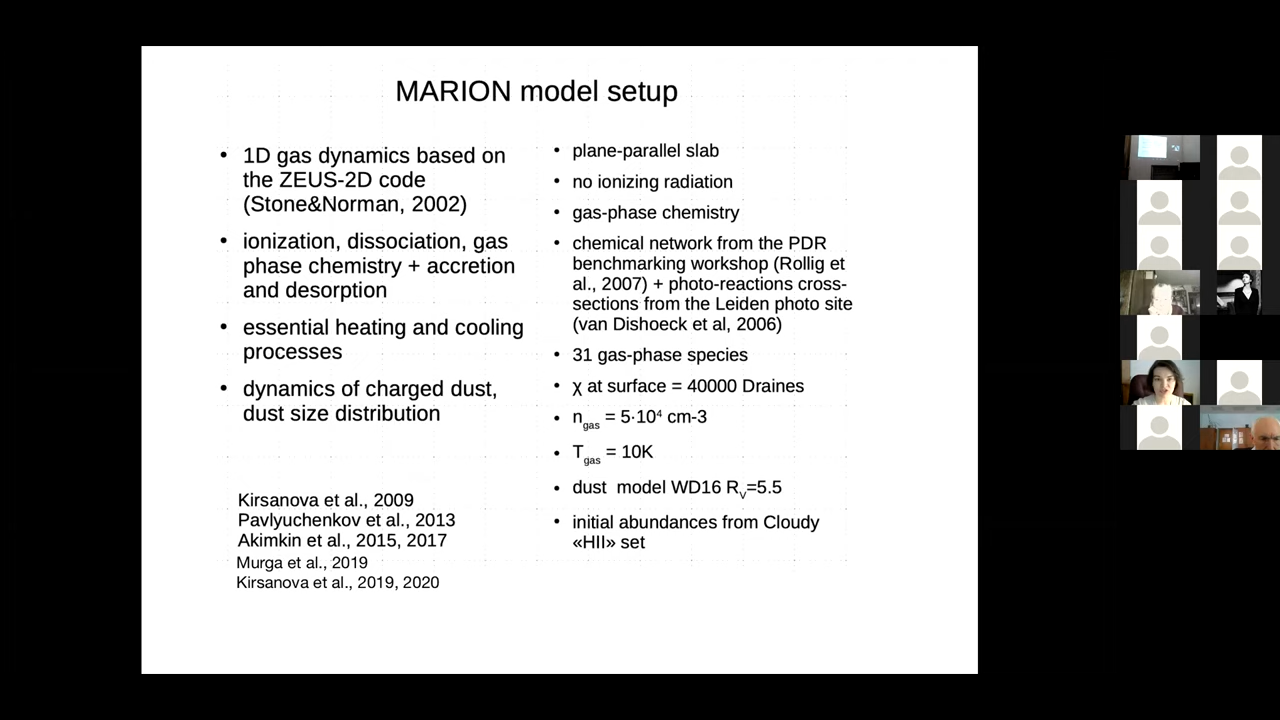 MARION model setup
• 1D gas dynamics based on
the ZEUS-2D code
(Stone&Norman, 2002)
• ionization, dissociation, gas
phase chemistry + accretion
and desorption
• essential heating and cooling
processes
• dynamics of charged dust,
dust size distribution
Kirsanova et al., 2009
Pavlyuchenkov et al., 2013
Akimkin et al., 2015, 2017
Murga et al., 2019
Kirsanova et al., 2019, 2020
• plane-parallel slab
• no ionizing radiation
• gas-phase chemistry
• chemical network from the PDR
benchmarking workshop (Rollig et
al., 2007) + photo-reactions cross-
sections from the Leiden photo site
(van Dishoeck et al, 2006)
• 31 gas-phase species
• χ at surface = 40000 Draines
• n_gas = 5·10⁴ cm-3
• T_gas = 10K
• dust model WD16 R_V=5.5
• initial abundances from Cloudy
«HII» set